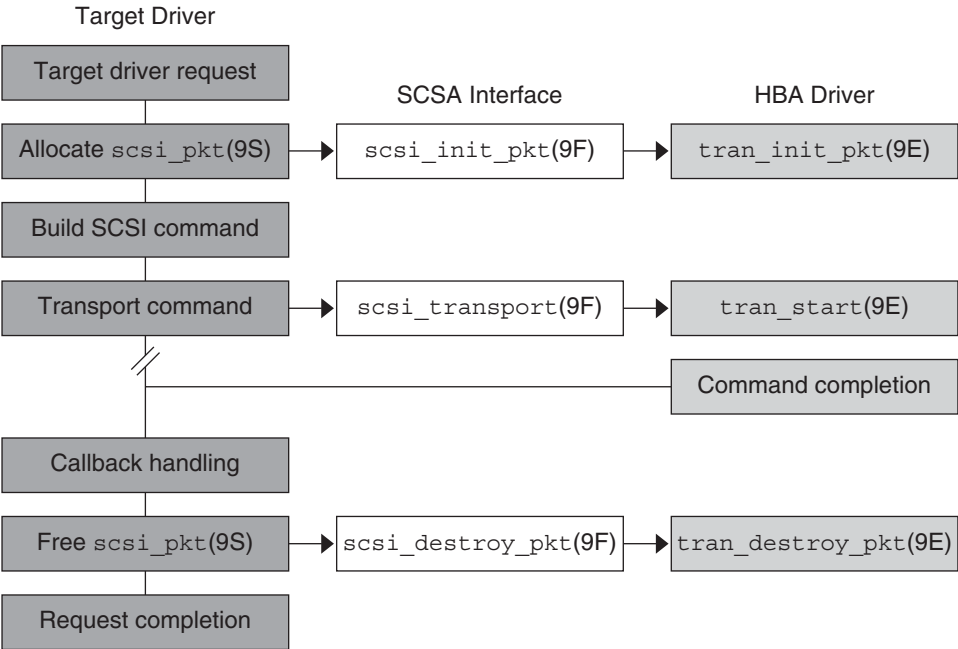 Target Driver
Target driver request
SCSA Interface
HBA Driver
Allocate scsi_pkt(9S)
scsi_init_pkt(9F)
tran_init_pkt(9E)
Build SCSI command
Transport command
scsi_transport(9F)
tran_start(9E)
Command completion
Callback handling
Free scsi_pkt(9S)
scsi_destroy_pkt(9F)
tran_destroy_pkt(9E)
Request completion